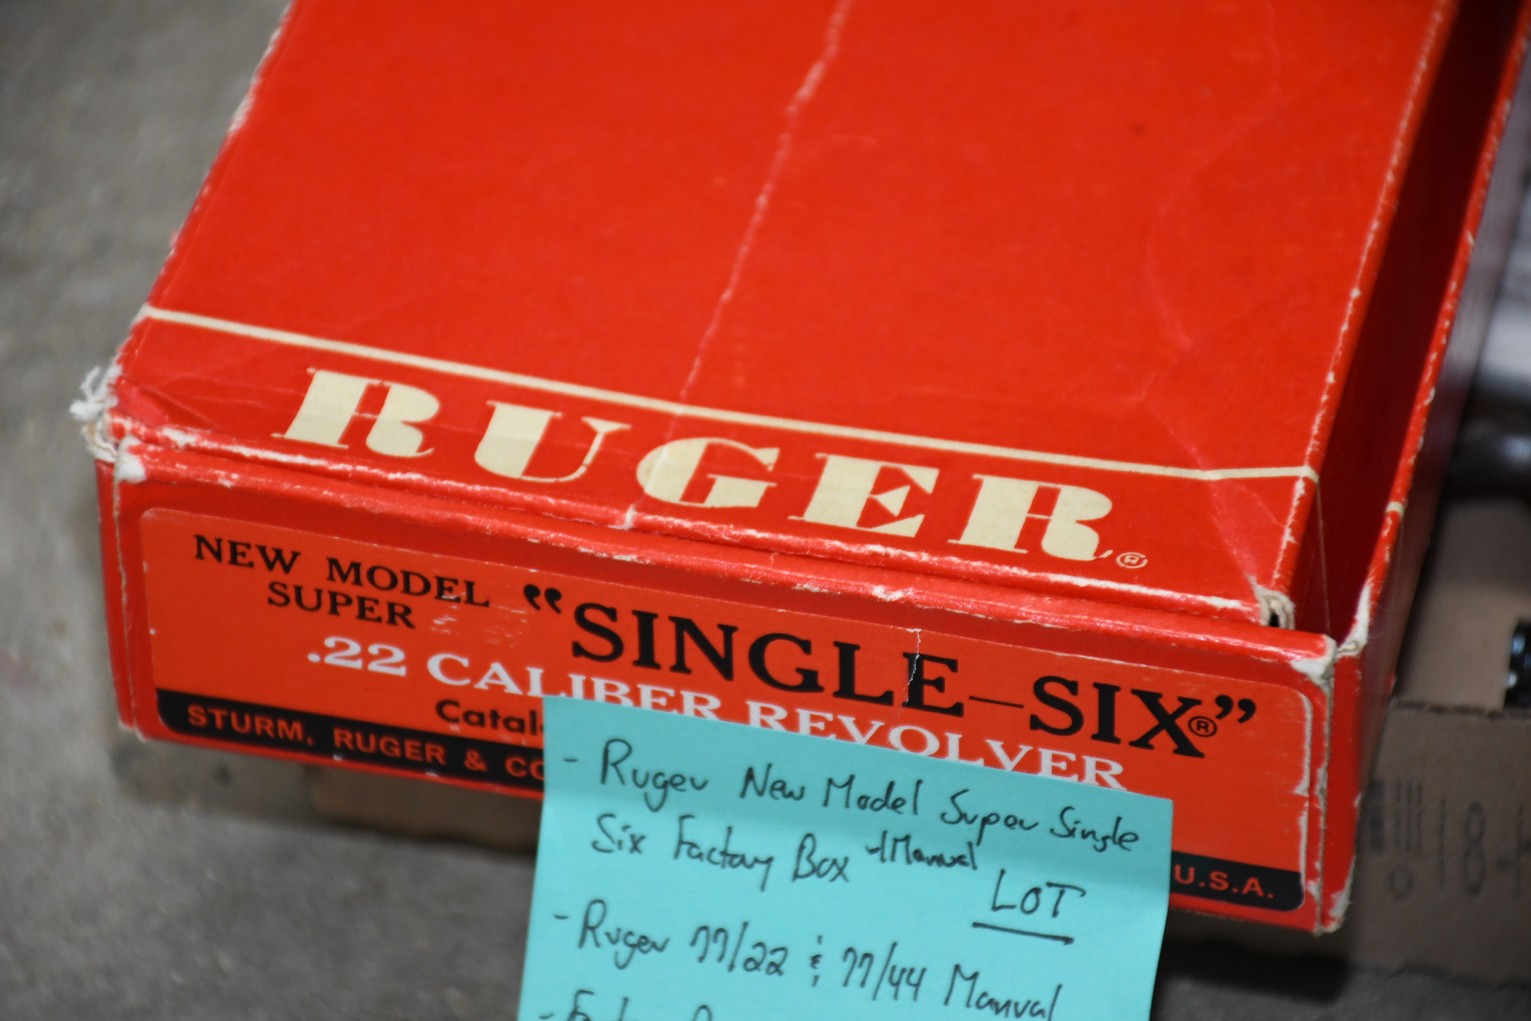 RUGER®
NEW MODEL
SUPER "SINGLE-SIX"®
.22 CALIBER REVOLVER
STURM, RUGER & CO
U.S.A.
- Ruger New Model Super Single
Six Factory Box + Manual
LOT
- Ruger 77/22 & 77/44 Manual
18